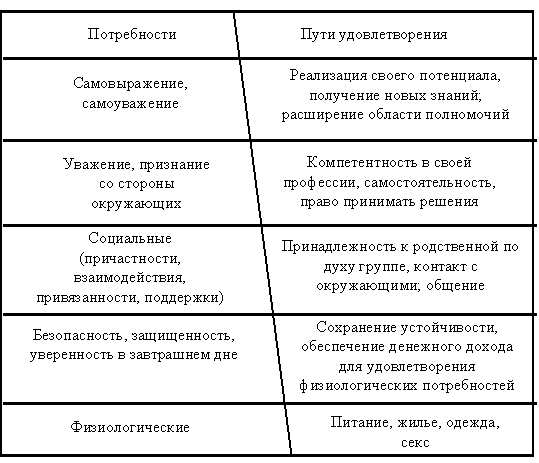 Потребности
Пути удовлетворения
Самовыражение,
самоуважение
Реализация своего потенциала,
получение новых знаний;
расширение области полномочий
Уважение, признание
со стороны
окружающих
Компетентность в своей
профессии, самостоятельность,
право принимать решения
Социальные
(причастности,
взаимодействия,
привязанности, поддержки)
Принадлежность к родственной по
духу группе, контакт с
окружающими; общение
Безопасность, защищенность,
уверенность в завтрашнем дне
Сохранение устойчивости,
обеспечение денежного дохода
для удовлетворения
физиологических потребностей
Физиологические
Питание, жилье, одежда,
секс